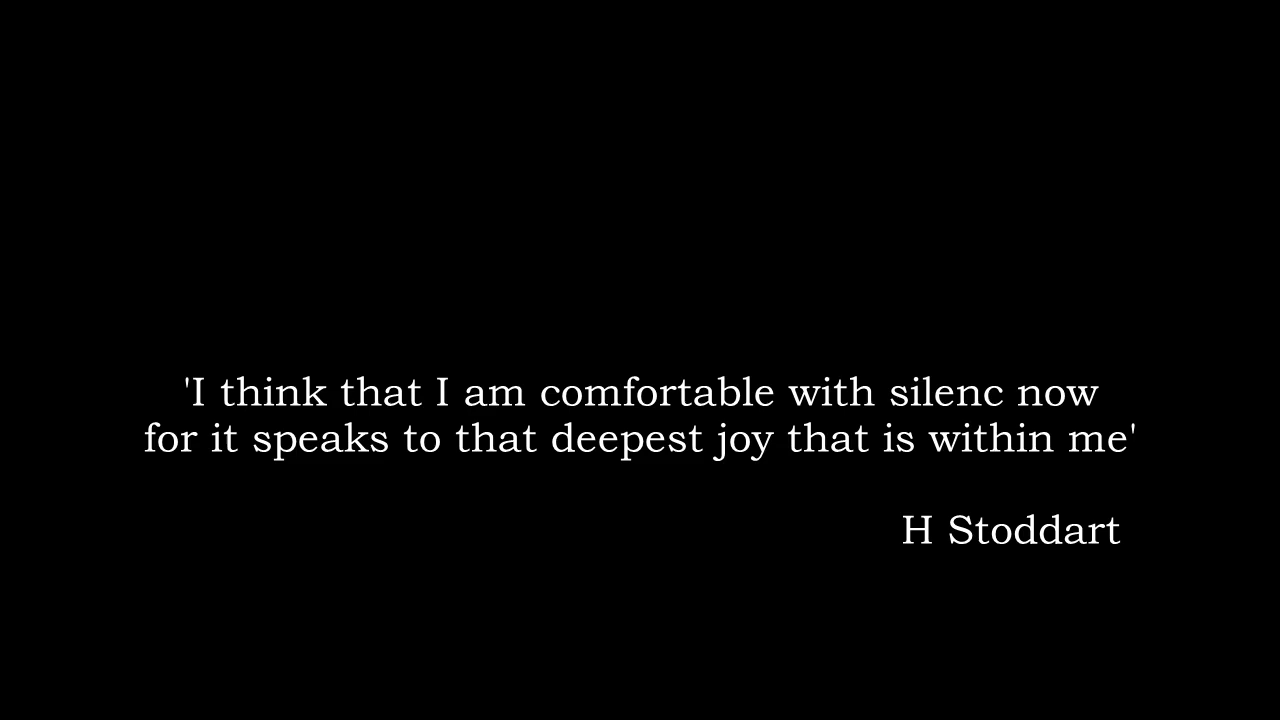 'I think that I am comfortable with silenc now
for it speaks to that deepest joy that is within me'
H Stoddart